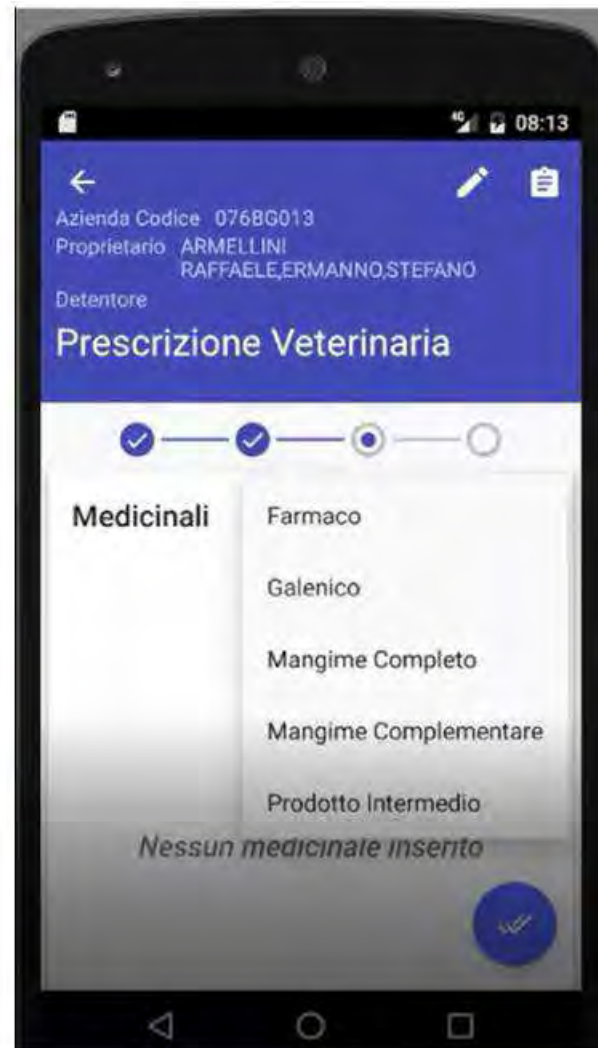 4G 08:13
Azienda Codice 076BG013
Proprietario ARMELLINI
RAFFAELE,ERMANNO,STEFANO
Detentore
Prescrizione Veterinaria
Medicinali
Farmaco
Galenico
Mangime Completo
Mangime Complementare
Prodotto Intermedio
Nessun medicinale inserito